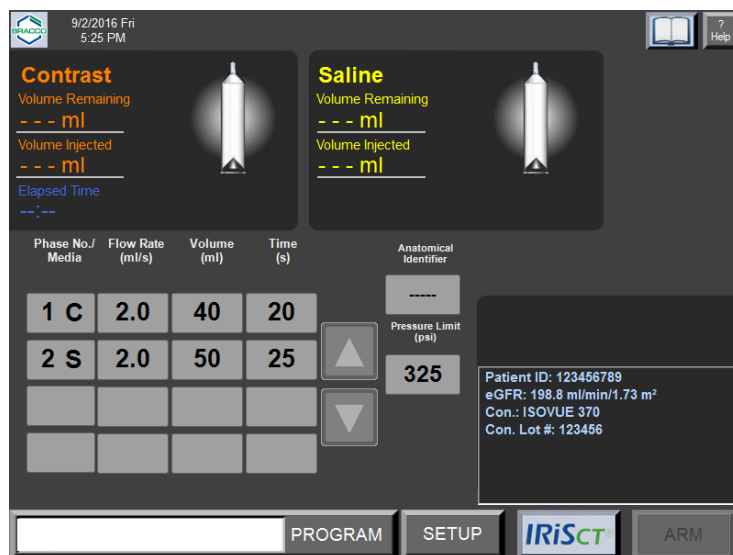 BRACCO
9/2/2016 Fri
5:25 PM
?
Help
Contrast
Volume Remaining
- - - ml
Volume Injected
- - - ml
Elapsed Time
--:--
Saline
Volume Remaining
- - - ml
Volume Injected
- - - ml
Phase No./ Flow Rate Volume Time
Media (ml/s) (ml) (s)
1 C 2.0 40 20
2 S 2.0 50 25
Anatomical
Identifier
-----
Pressure Limit
(psi)
325
Patient ID: 123456789
eGFR: 198.8 ml/min/1.73 m²
Con.: ISOVUE 370
Con. Lot #: 123456
PROGRAM SETUP IRiSCT® ARM